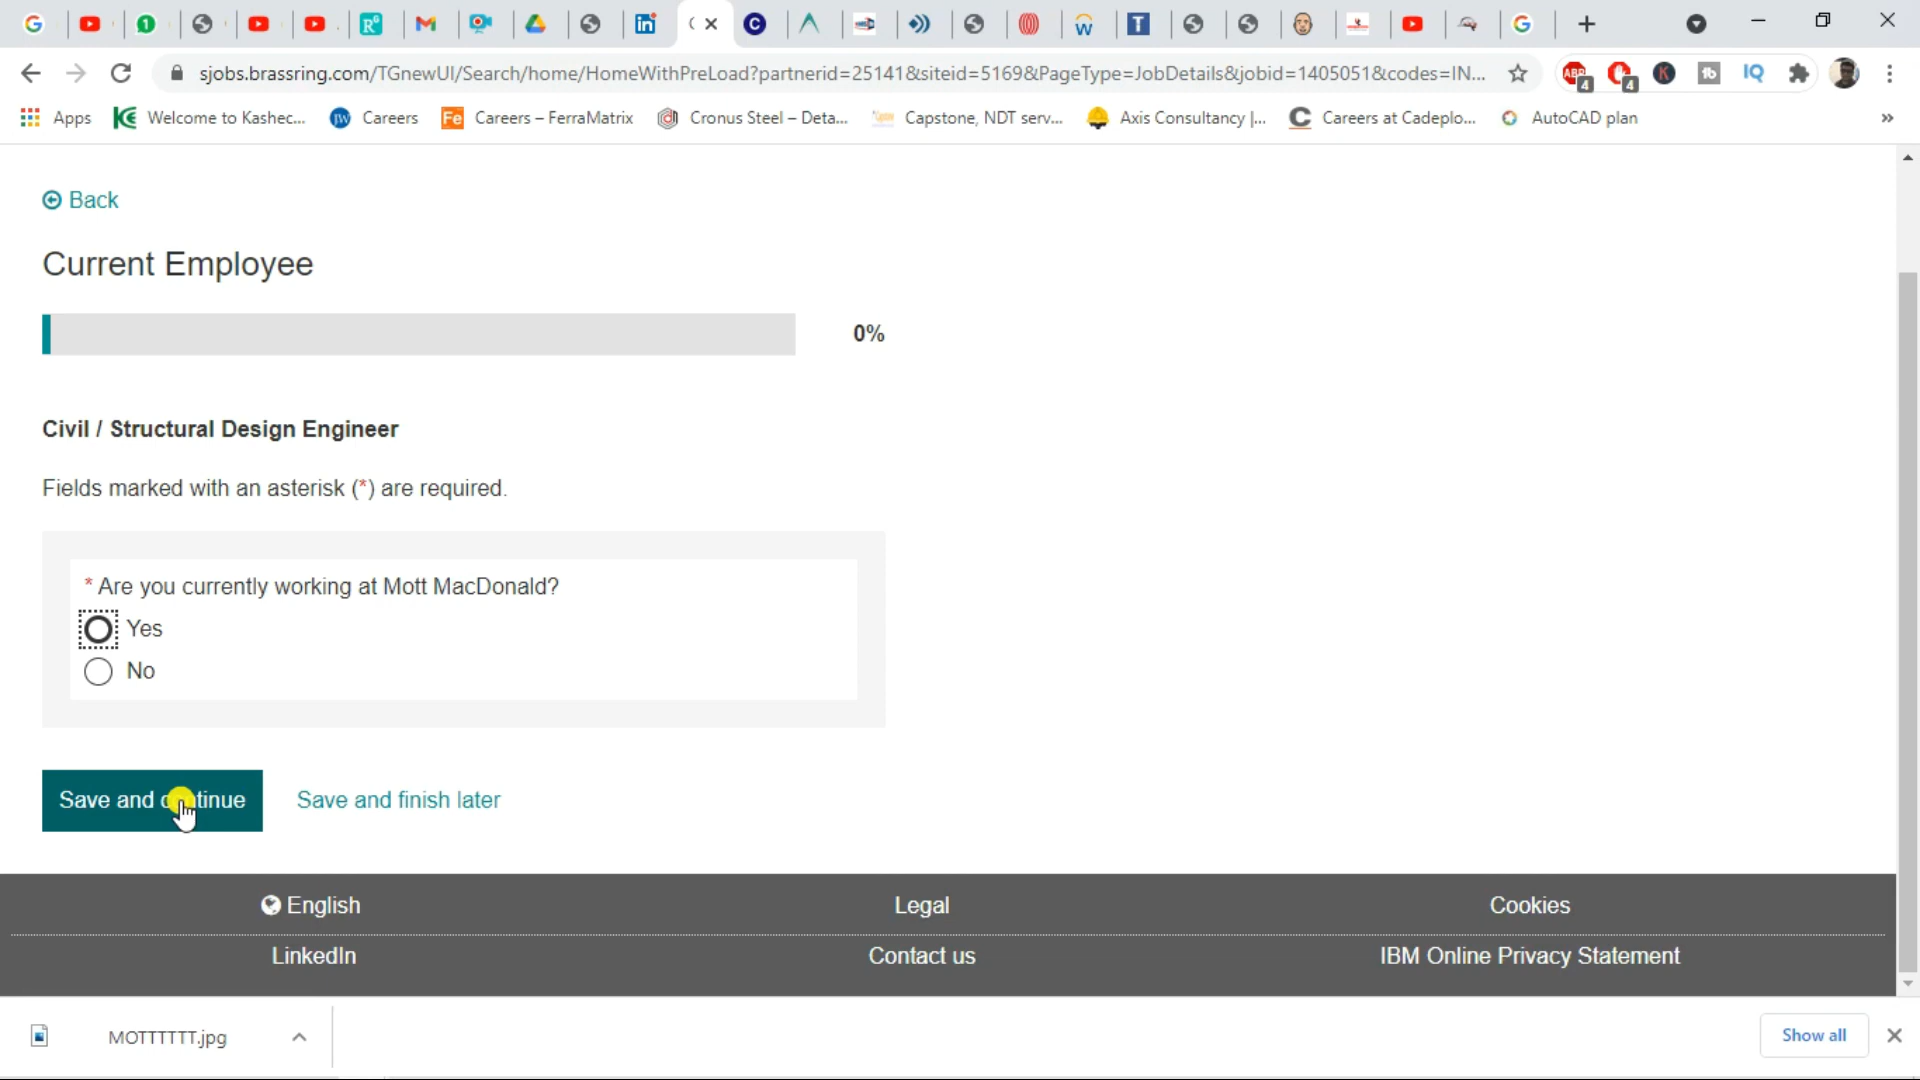 sjobs.brassring.com/TGnewUI/Search/home/HomeWithPreLoad?partnerid=25141&siteid=5169&PageType=JobDetails&jobid=1405051&codes=IN...
Apps
Welcome to Kashec...
Careers
Careers – FerraMatrix
Cronus Steel – Deta...
Capstone, NDT serv...
Axis Consultancy |...
Careers at Cadeplo...
AutoCAD plan
Back
Current Employee
0%
Civil / Structural Design Engineer
Fields marked with an asterisk (*) are required.
* Are you currently working at Mott MacDonald?
Yes
No
Save and continue
Save and finish later
English
Legal
Cookies
LinkedIn
Contact us
IBM Online Privacy Statement
MOTTTTTT.jpg
Show all